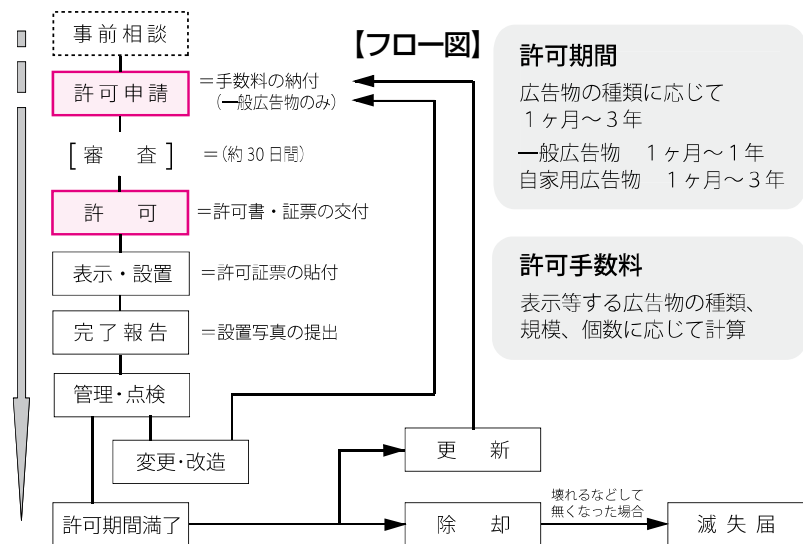 事前相談
【フロー図】
許可申請
＝手数料の納付
（一般広告物のみ）
［審　査］
＝（約30日間）
許　可
＝許可書・証票の交付
表示・設置
＝許可証票の貼付
完了報告
＝設置写真の提出
管理・点検
変更・改造
更　新
許可期間満了
除　却
壊れるなどして
無くなった場合
滅失届
許可期間
広告物の種類に応じて
１ヶ月～３年
一般広告物　１ヶ月～１年
自家用広告物　１ヶ月～３年
許可手数料
表示等する広告物の種類、
規模、個数に応じて計算